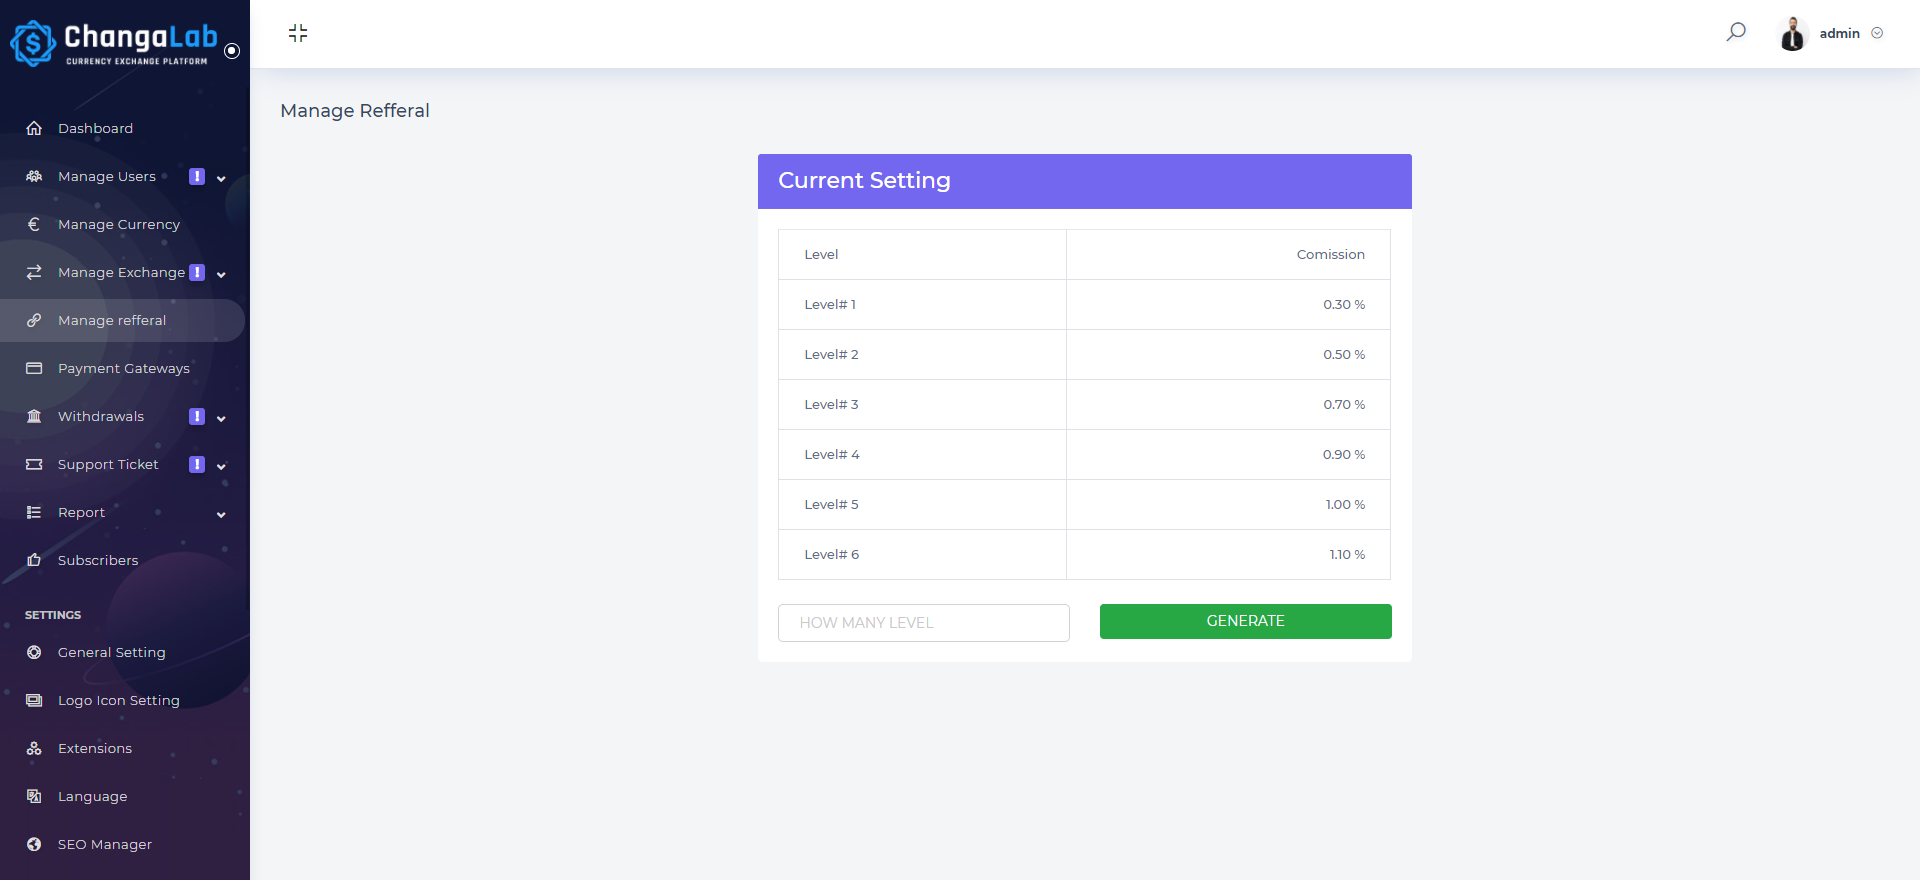 ChangaLab
CURRENCY EXCHANGE PLATFORM
admin
Manage Refferal
Dashboard
Manage Users
Manage Currency
Manage Exchange
Manage refferal
Payment Gateways
Withdrawals
Support Ticket
Report
Subscribers
SETTINGS
General Setting
Logo Icon Setting
Extensions
Language
SEO Manager
Current Setting
Level Comission
Level# 1 0.30 %
Level# 2 0.50 %
Level# 3 0.70 %
Level# 4 0.90 %
Level# 5 1.00 %
Level# 6 1.10 %
HOW MANY LEVEL
GENERATE